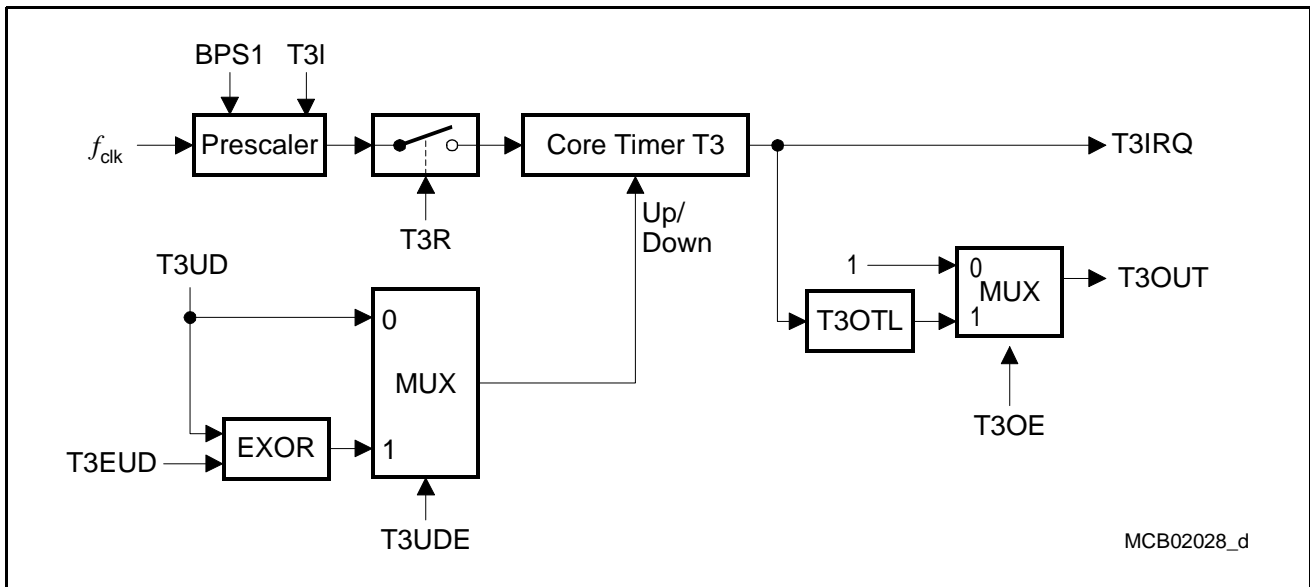 BPS1 T3I
fclk
Prescaler
Core Timer T3
T3IRQ
T3R
Up/
Down
T3UD
1
0
MUX
1
T3OUT
T3OTL
T3OE
0
MUX
1
EXOR
T3EUD
T3UDE
MCB02028_d